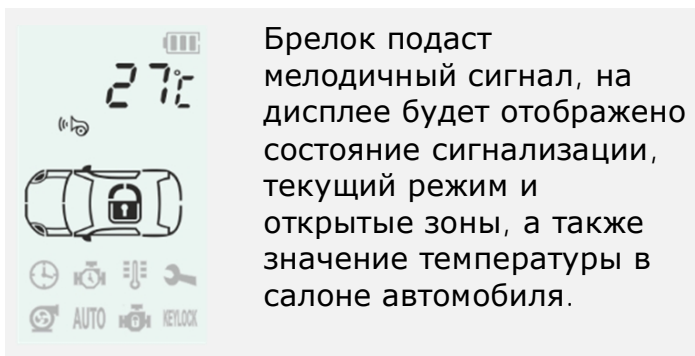 27°c
Брелок подаст
мелодичный сигнал, на
дисплее будет отображено
состояние сигнализации,
текущий режим и
открытые зоны, а также
значение температуры в
салоне автомобиля.
AUTO KEYLOCK